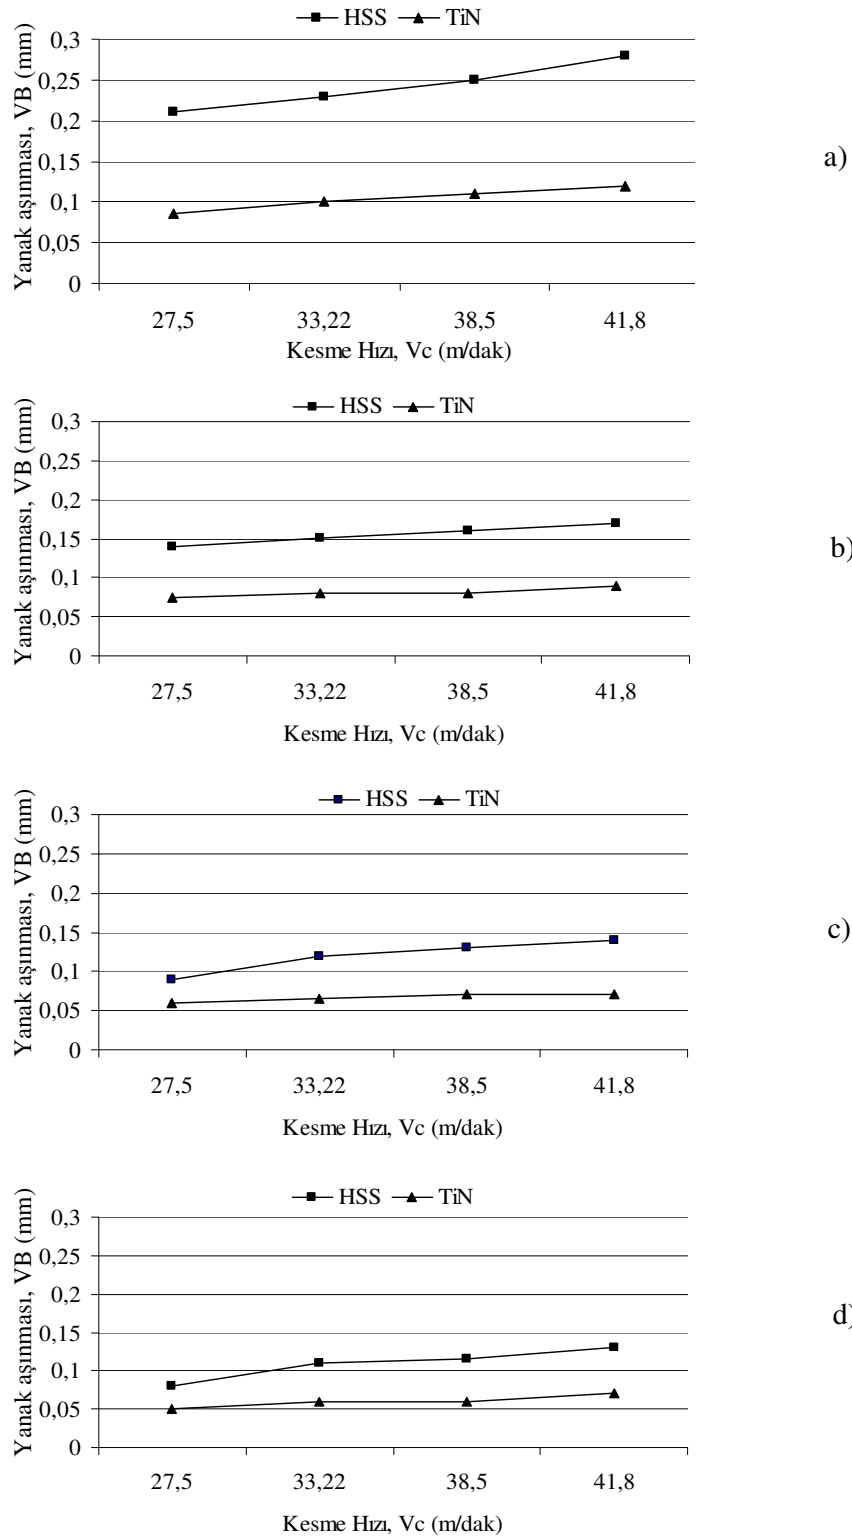 HSS TiN
Yanak aşınması, VB (mm)
0,3
0,25
0,2
0,15
0,1
0,05
0
27,5 33,22 38,5 41,8
Kesme Hızı, Vc (m/dak)
a)
HSS TiN
Yanak aşınması, VB (mm)
0,3
0,25
0,2
0,15
0,1
0,05
0
27,5 33,22 38,5 41,8
Kesme Hızı, Vc (m/dak)
b)
HSS TiN
Yanak aşınması, VB (mm)
0,3
0,25
0,2
0,15
0,1
0,05
0
27,5 33,22 38,5 41,8
Kesme Hızı, Vc (m/dak)
c)
HSS TiN
Yanak aşınması, VB (mm)
0,3
0,25
0,2
0,15
0,1
0,05
0
27,5 33,22 38,5 41,8
Kesme Hızı, Vc (m/dak)
d)